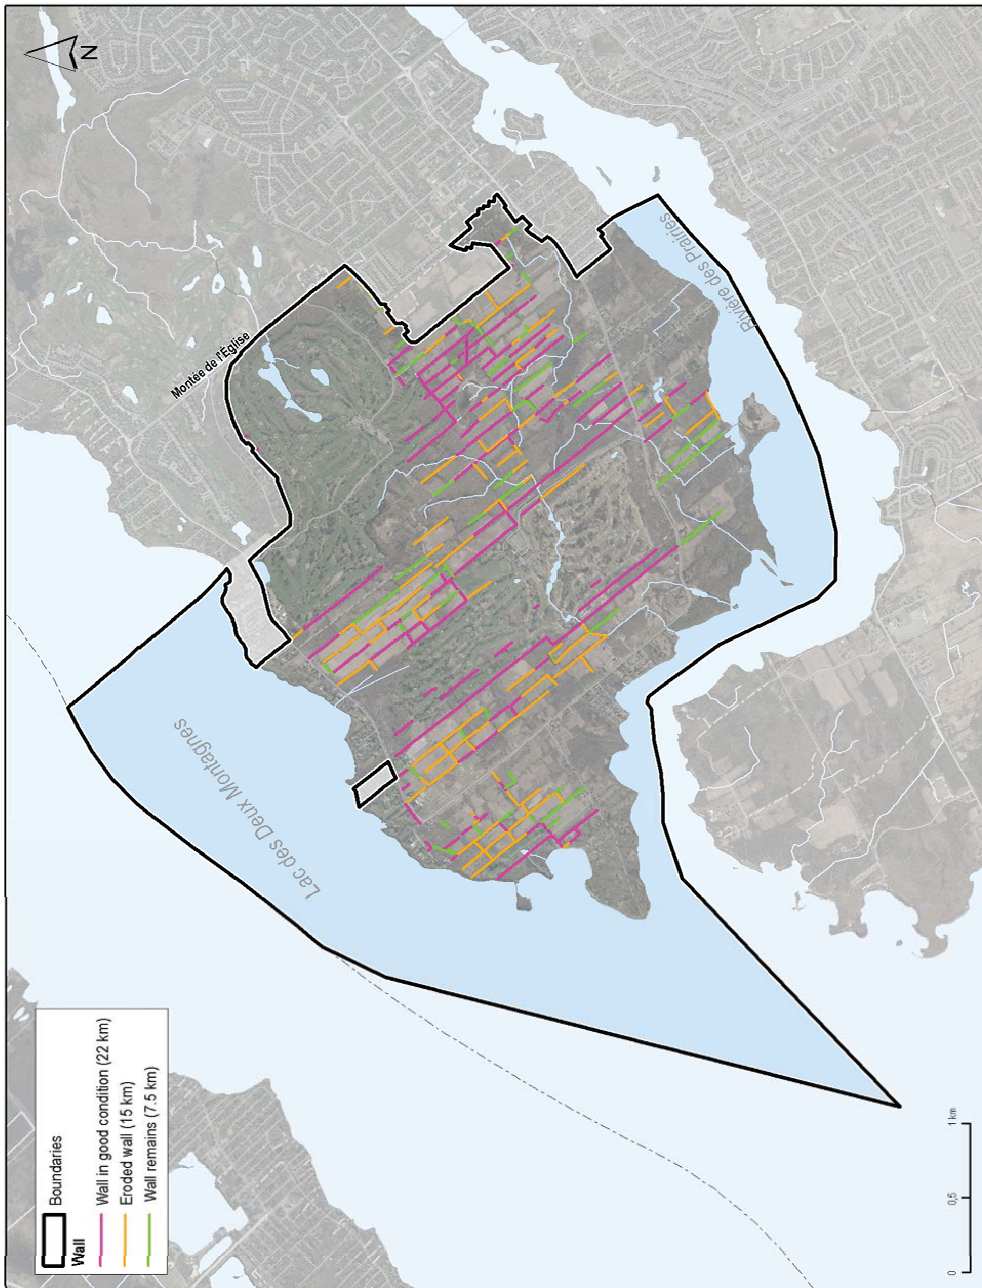 N
Montée de l'Église
Lac des Deux Montagnes
Rivière des Prairies
Boundaries
Wall
Wall in good condition (22 km)
Eroded wall (15 km)
Wall remains (7.5 km)
0 0,5 1 km